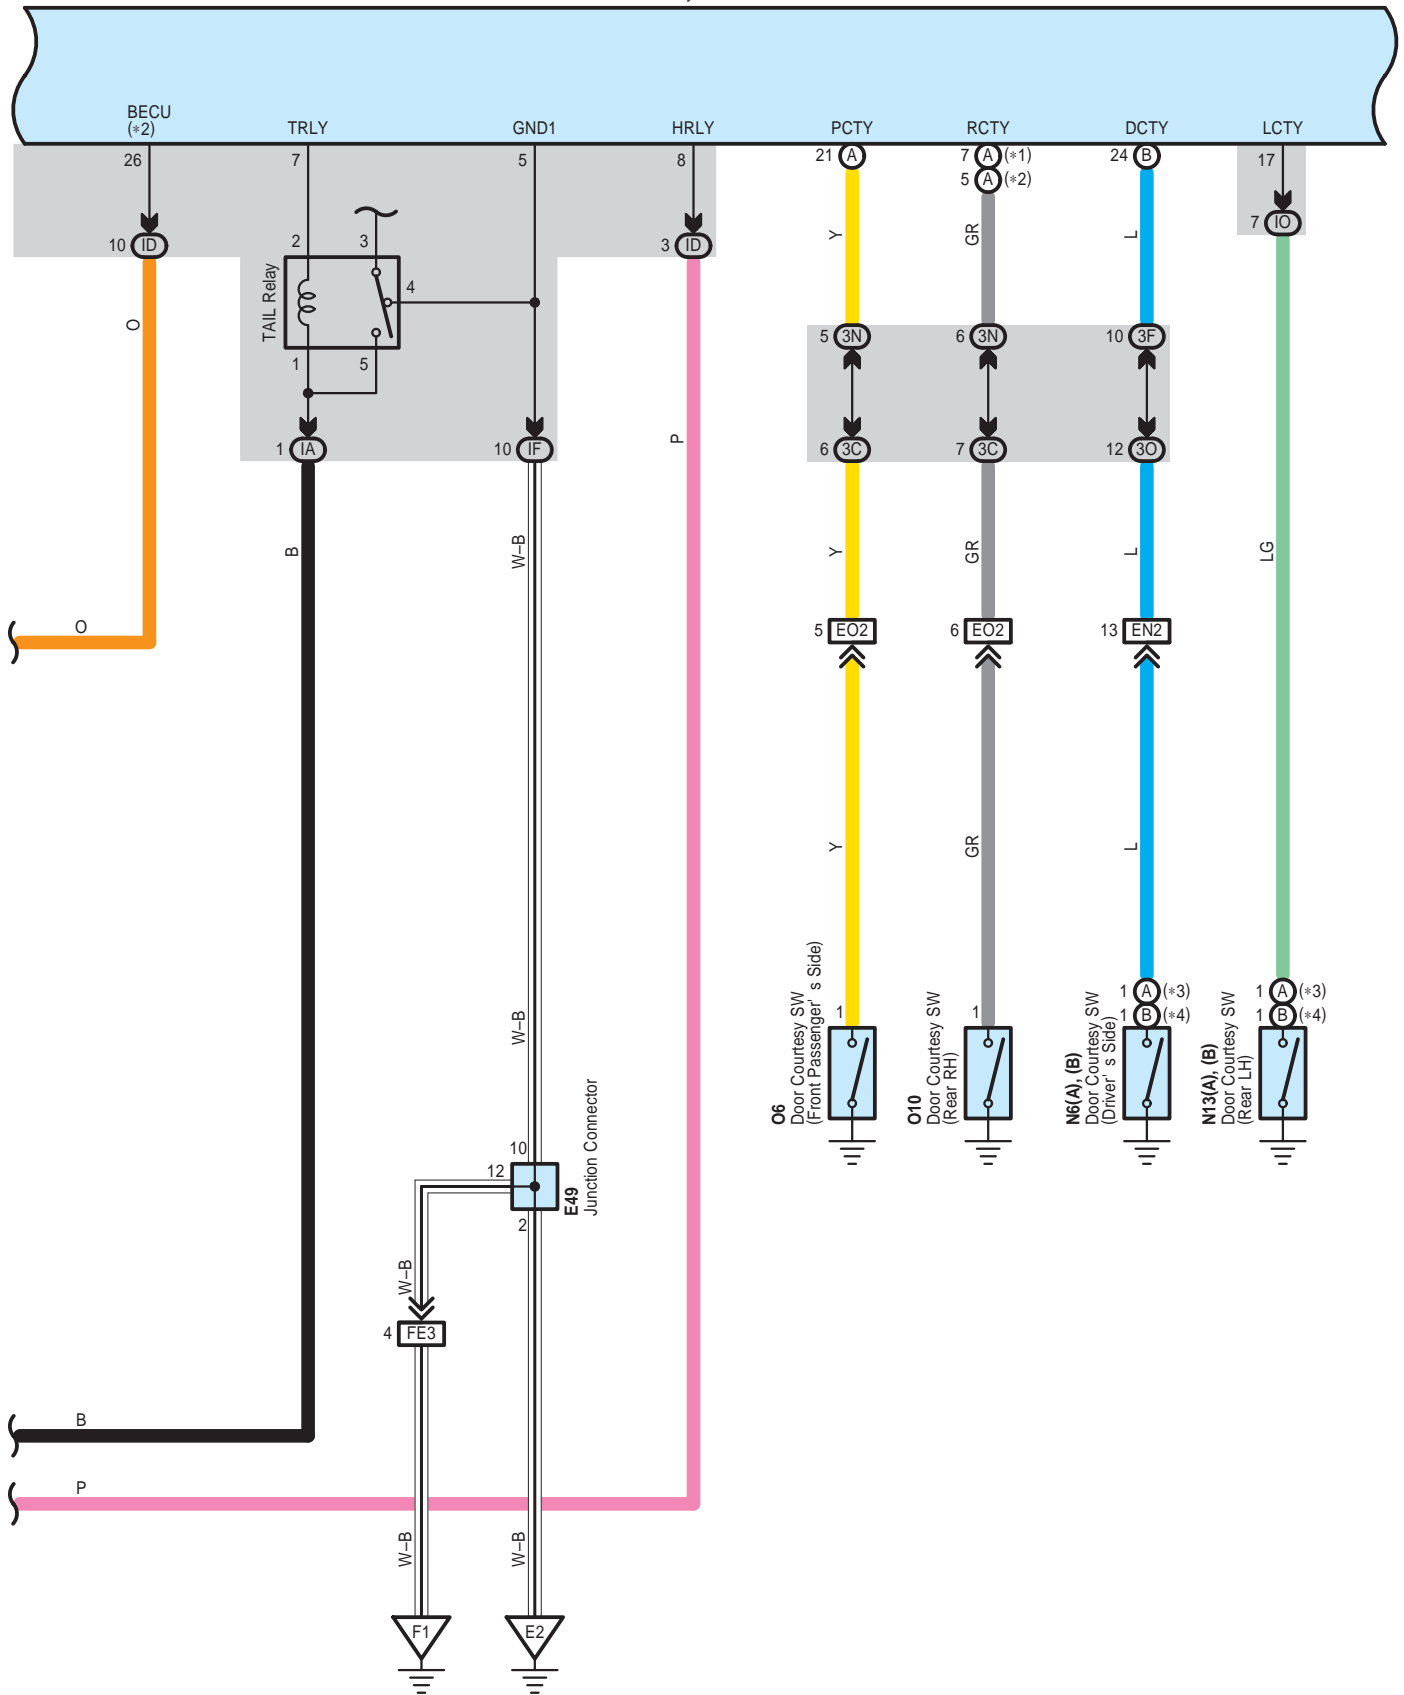 BECU
(*2)
TRLY
GND1
HRLY
PCTY
RCTY
DCTY
LCTY
26
7
5
8
21 A
7 A (*1)
5 A (*2)
24 B
17
10 ID
3 ID
7 IO
2
3
4
1
5
TAIL Relay
O
Y
GR
L
5 3N
6 3N
10 3F
1 IA
10 IF
6 3C
7 3C
12 3O
P
B
W–B
Y
GR
L
LG
O
5 EO2
6 EO2
13 EN2
Y
GR
L
W–B
1
1
1 A (*3)
1 B (*4)
1 A (*3)
1 B (*4)
O6
Door Courtesy SW
(Front Passenger' s Side)
O10
Door Courtesy SW
(Rear RH)
N6(A), (B)
Door Courtesy SW
(Driver' s Side)
N13(A), (B)
Door Courtesy SW
(Rear LH)
10
12
2
E49
Junction Connector
W–B
4 FE3
B
P
W–B
W–B
F1
E2